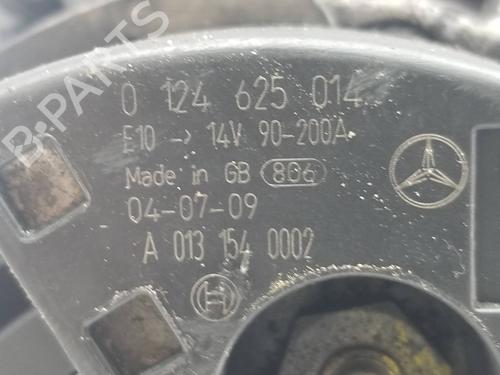 B-PARTS
0 124 625 014
E10 -> 14V 90-200A
Made in GB 806
04-07-09
A 013 154 0002